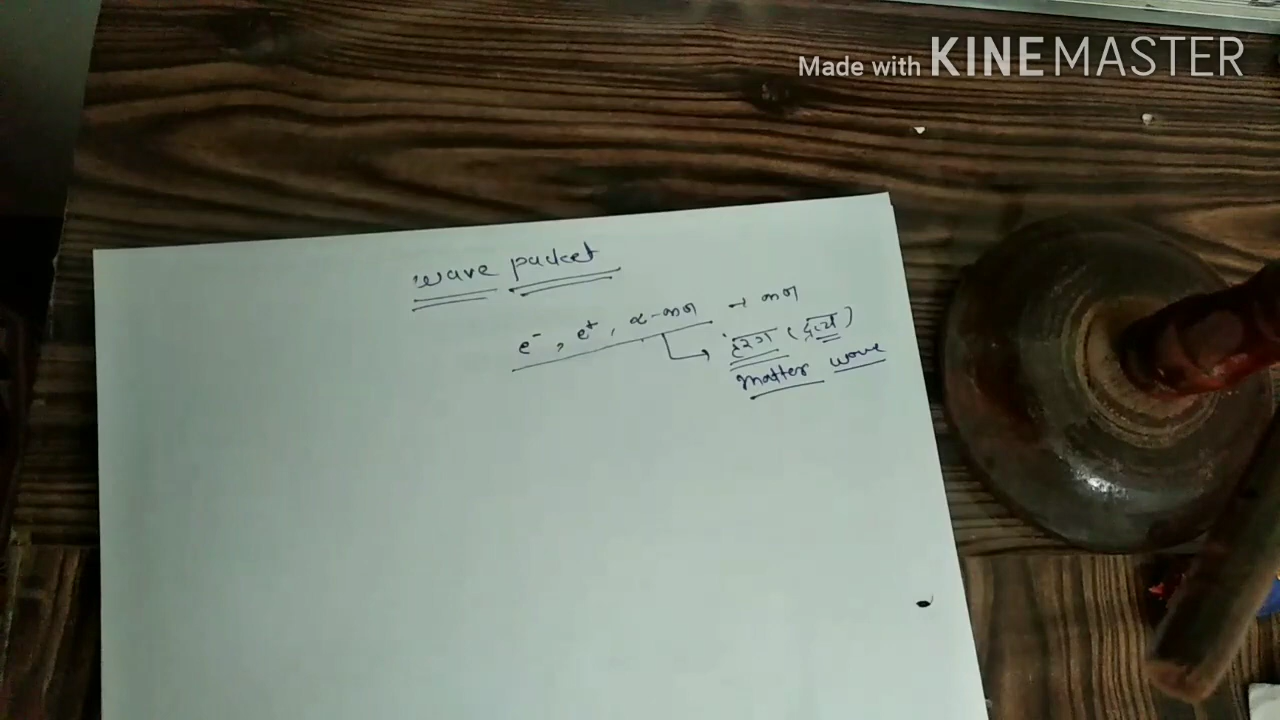 Made with KINEMASTER
wave packet
e⁻, e⁺, α-कण → कण
तरंग (द्रव्य)
matter wave